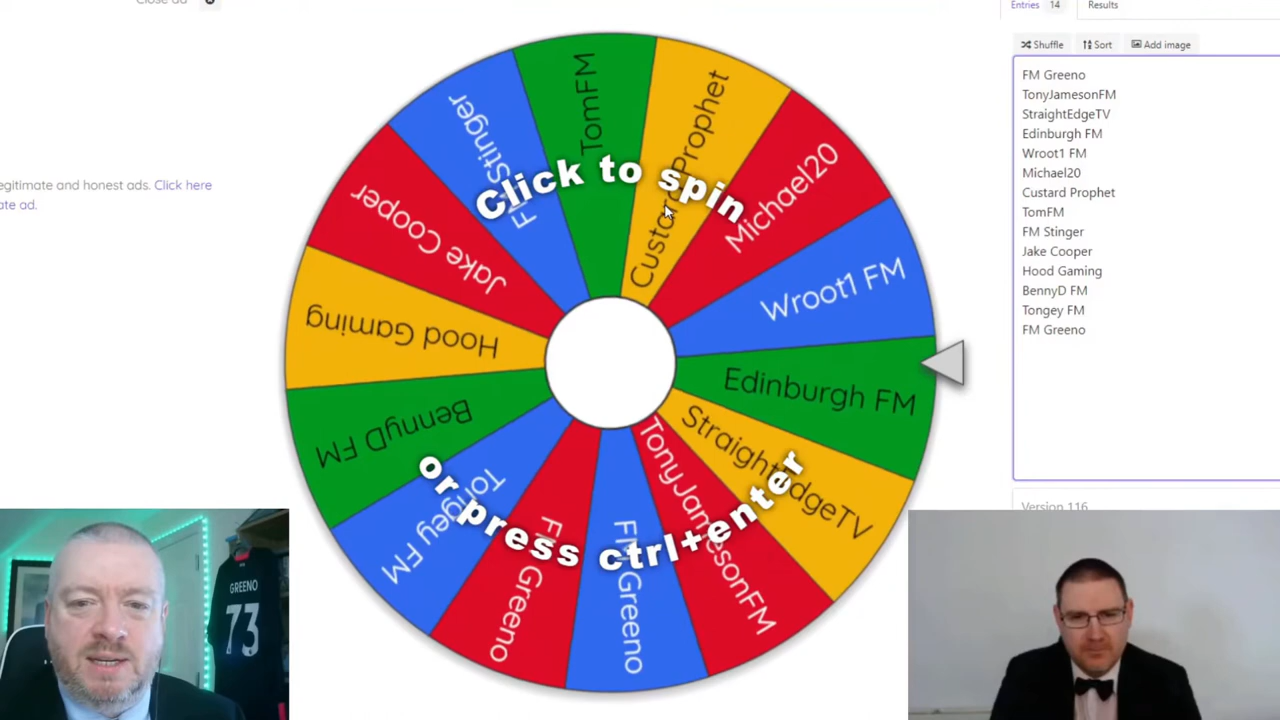 Close ad
Entries 14
Results
Shuffle
Sort
Add image
FM Greeno
TonyJamesonFM
StraightEdgeTV
Edinburgh FM
Wroot1 FM
Michael20
Custard Prophet
TomFM
FM Stinger
Jake Cooper
Hood Gaming
BennyD FM
Tongey FM
FM Greeno
Version 116
egitimate and honest ads. Click here
ate ad.
TomFM
Custard Prophet
Michael20
Wroot1 FM
Edinburgh FM
StraightEdgeTV
TonyJamesonFM
FM Greeno
FM Greeno
Tongey FM
BennyD FM
Hood Gaming
Jake Cooper
FM Stinger
Click to spin
or press ctrl+enter
GREENO
73